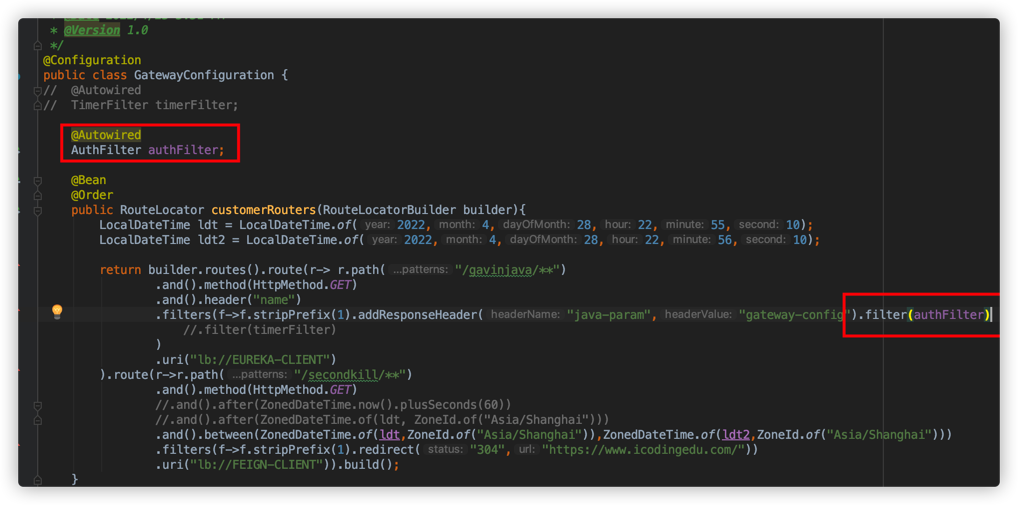 * @Version 1.0
*/
@Configuration
public class GatewayConfiguration {
// @Autowired
// TimerFilter timerFilter;
@Autowired
AuthFilter authFilter;
@Bean
@Order
public RouteLocator customerRouters(RouteLocatorBuilder builder){
LocalDateTime ldt = LocalDateTime.of( year: 2022, month: 4, dayOfMonth: 28, hour: 22, minute: 55, second: 10);
LocalDateTime ldt2 = LocalDateTime.of( year: 2022, month: 4, dayOfMonth: 28, hour: 22, minute: 56, second: 10);
return builder.routes().route(r-> r.path( ...patterns: "/gavinjava/**")
.and().method(HttpMethod.GET)
.and().header("name")
.filters(f->f.stripPrefix(1).addResponseHeader( headerName: "java-param", headerValue: "gateway-config").filter(authFilter)
//.filter(timerFilter)
)
.uri("lb://EUREKA-CLIENT")
).route(r->r.path( ...patterns: "/secondkill/**")
.and().method(HttpMethod.GET)
//.and().after(ZonedDateTime.now().plusSeconds(60))
//.and().after(ZonedDateTime.of(ldt, ZoneId.of("Asia/Shanghai")))
.and().between(ZonedDateTime.of(ldt,ZoneId.of("Asia/Shanghai")),ZonedDateTime.of(ldt2,ZoneId.of("Asia/Shanghai")))
.filters(f->f.stripPrefix(1).redirect( status: "304", url: "https://www.icodingedu.com/"))
.uri("lb://FEIGN-CLIENT")).build();
}